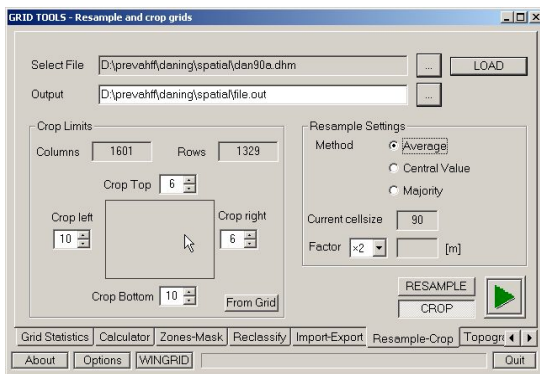 GRID TOOLS - Resample and crop grids
Select File D:\prevahff\daning\spatial\dan90a.dhm ... LOAD
Output D:\prevahff\daning\spatial\file.out ...
Crop Limits
Columns 1601 Rows 1329
Crop Top 6
Crop left
10
Crop right
6
Crop Bottom 10
From Grid
Resample Settings
Method Average
Central Value
Majority
Current cellsize 90
Factor x2 [m]
RESAMPLE
CROP
Grid Statistics Calculator Zones-Mask Reclassify Import-Export Resample-Crop Topogr
About Options WINGRID Quit